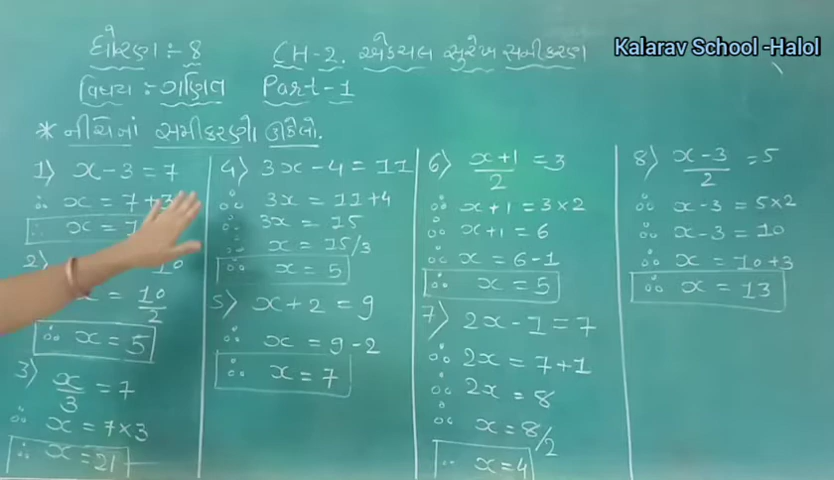 ધોરણ :- 8
CH-2. એકચલ સુરેખ સમીકરણ
Kalarav School -Halol
વિષય :- ગણિત Part-1
* નીચેનાં સમીકરણો ઉકેલો.
1) x-3=7
∴ x = 7+3
∴ x = 1
2) 10
x = 10/2
∴ x = 5
3) x/3 = 7
∴ x = 7×3
∴ x = 21
4) 3x-4=11
∴ 3x = 11+4
∴ 3x = 15
∴ x = 15/3
∴ x = 5
5) x+2=9
∴ x = 9-2
∴ x = 7
6) x+1/2 = 3
∴ x+1 = 3×2
∴ x+1 = 6
∴ x = 6-1
∴ x = 5
7) 2x-1=7
∴ 2x = 7+1
∴ 2x = 8
∴ x = 8/2
∴ x = 4
8) x-3/2 = 5
∴ x-3 = 5×2
∴ x-3 = 10
∴ x = 10+3
∴ x = 13